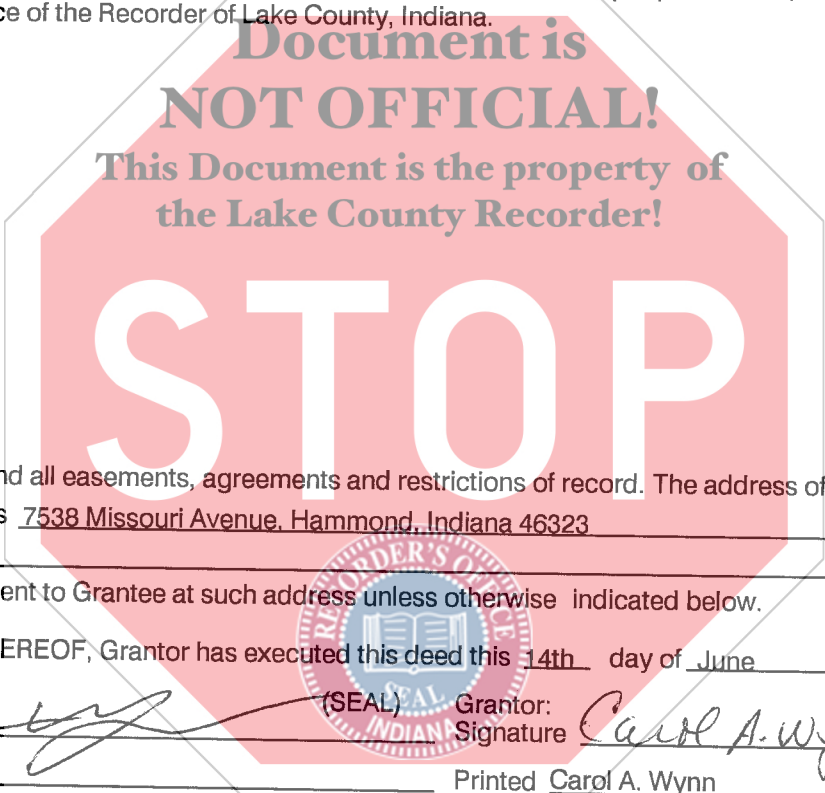 ce of the Recorder of Lake County, Indiana.
Document is
NOT OFFICIAL!
This Document is the property of
the Lake County Recorder!
STOP
nd all easements, agreements and restrictions of record. The address of
s 7538 Missouri Avenue, Hammond, Indiana 46323
RECORDER'S OFFICE
ent to Grantee at such address unless otherwise indicated below.
EREOF, Grantor has executed this deed this 14th day of June
SEAL
INDIANA
(SEAL) Grantor:
Signature Carol A. Wy
Printed Carol A. Wynn